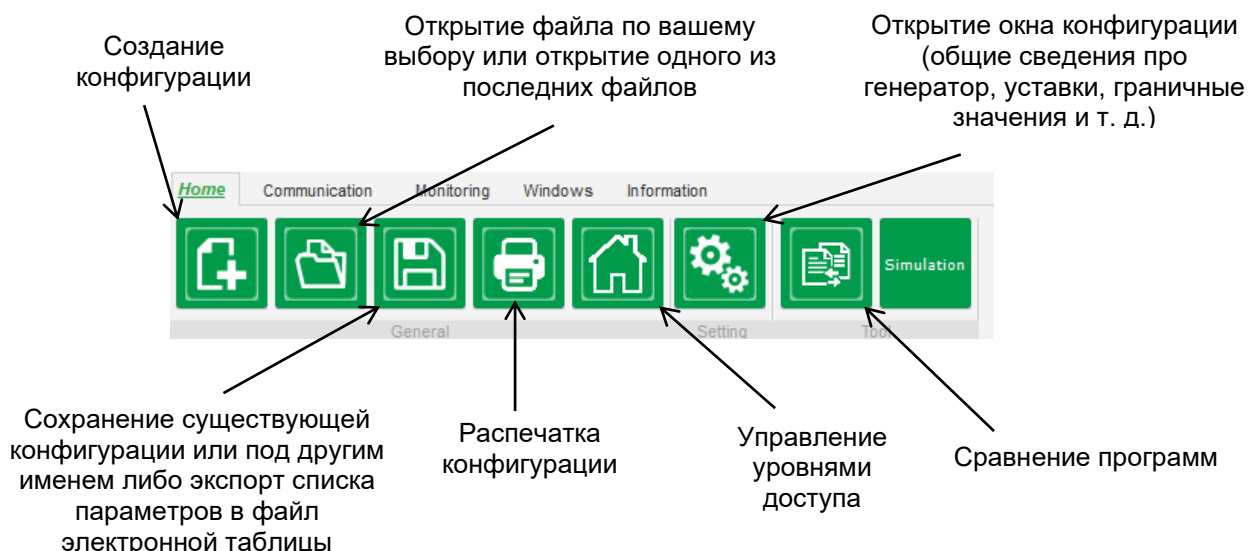 Создание
конфигурации
Открытие файла по вашему
выбору или открытие одного из
последних файлов
Открытие окна конфигурации
(общие сведения про
генератор, уставки, граничные
значения и т. д.)
Home Communication Monitoring Windows Information
Simulation
General Setting Tool
Сохранение существующей
конфигурации или под другим
именем либо экспорт списка
параметров в файл
электронной таблицы
Распечатка
конфигурации
Управление
уровнями
доступа
Сравнение программ